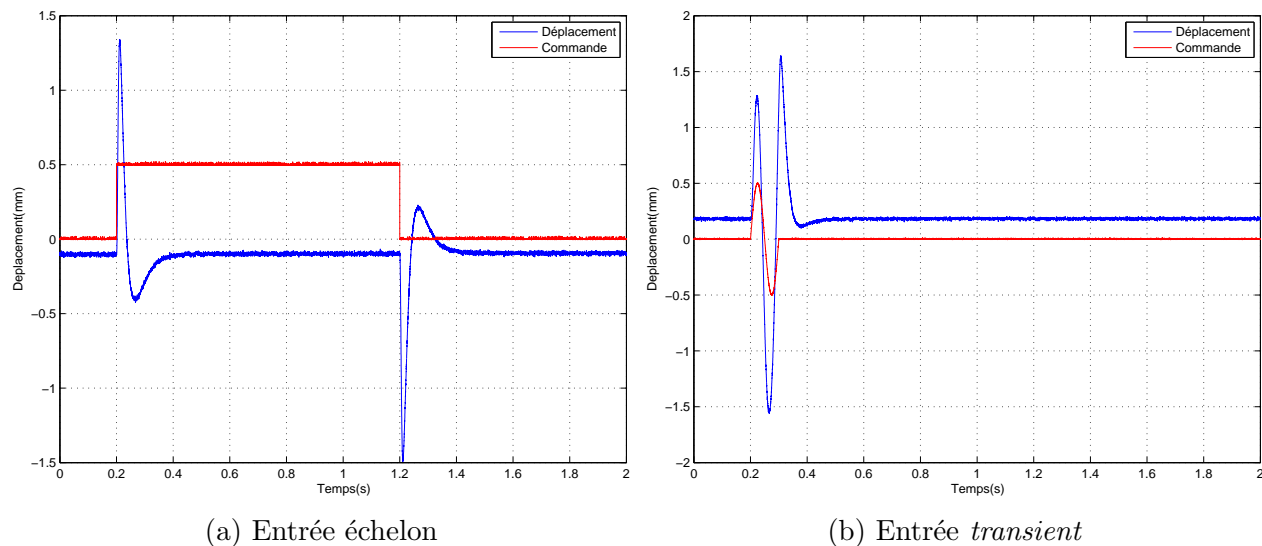 1.5
1
0.5
0
−0.5
−1
−1.5
Deplacement(mm)
0 0.2 0.4 0.6 0.8 1 1.2 1.4 1.6 1.8 2
Temps(s)
Déplacement
Commande
(a) Entrée échelon
2
1.5
1
0.5
0
−0.5
−1
−1.5
−2
Deplacement(mm)
0 0.2 0.4 0.6 0.8 1 1.2 1.4 1.6 1.8 2
Temps(s)
Déplacement
Commande
(b) Entrée transient